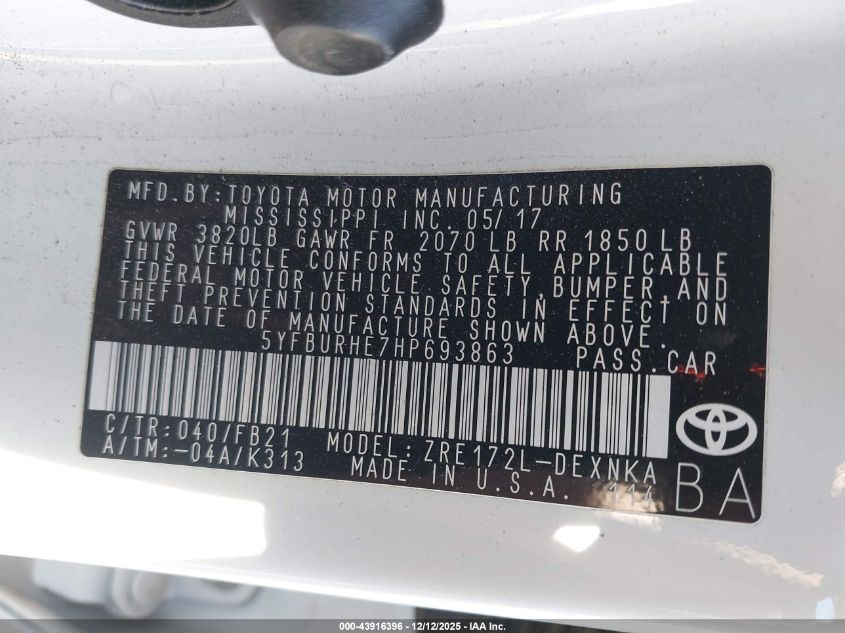 MFD.BY:TOYOTA MOTOR MANUFACTURING
MISSISSIPPI INC. 05/17
GVWR 3820LB GAWR FR 2070 LB RR 1850 LB
THIS VEHICLE CONFORMS TO ALL APPLICABLE
FEDERAL MOTOR VEHICLE SAFETY,BUMPER,AND
THEFT PREVENTION STANDARDS IN EFFECT ON
THE DATE OF MANUFACTURE SHOWN ABOVE.
5YFBURHE7HP693863 PASS.CAR
C/TR:040/FB21 MODEL:ZRE172L-DEXNKA
A/TM:-04A/K313 MADE IN U.S.A. 114
BA
000-43916396 - 12/12/2025 - IAA Inc.